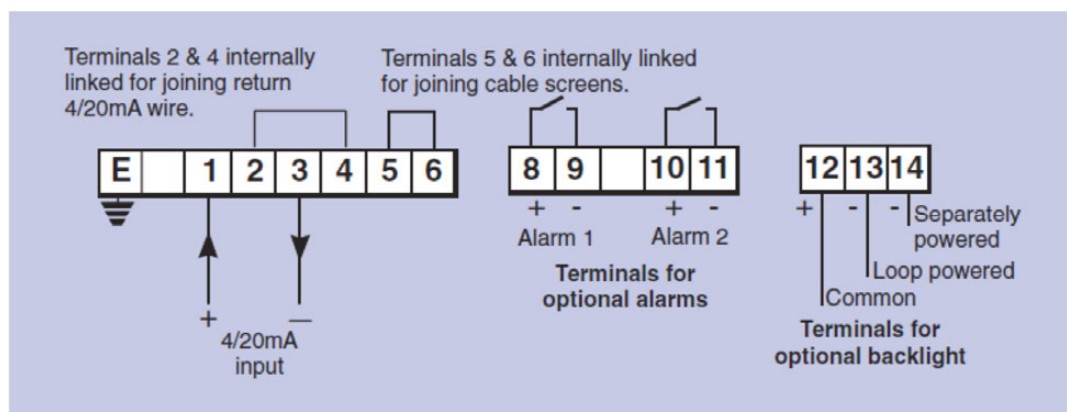 Terminals 2 & 4 internally
linked for joining return
4/20mA wire.
Terminals 5 & 6 internally linked
for joining cable screens.
E 1 2 3 4 5 6
8 9 10 11
12 13 14
+ - + -
+ - -
Alarm 1 Alarm 2
Separately
powered
Terminals for
optional alarms
Loop powered
Common
+ —
4/20mA
input
Terminals for
optional backlight